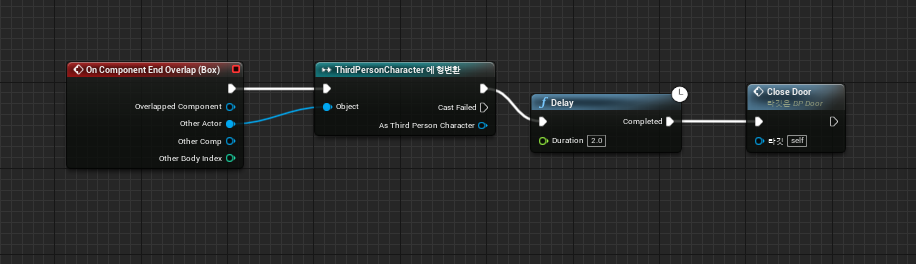 On Component End Overlap (Box)
Overlapped Component
Other Actor
Other Comp
Other Body Index
ThirdPersonCharacter 에 형변환
Object
Cast Failed
As Third Person Character
Delay
Completed
Duration 2.0
Close Door
타깃은 BP Door
타깃 self